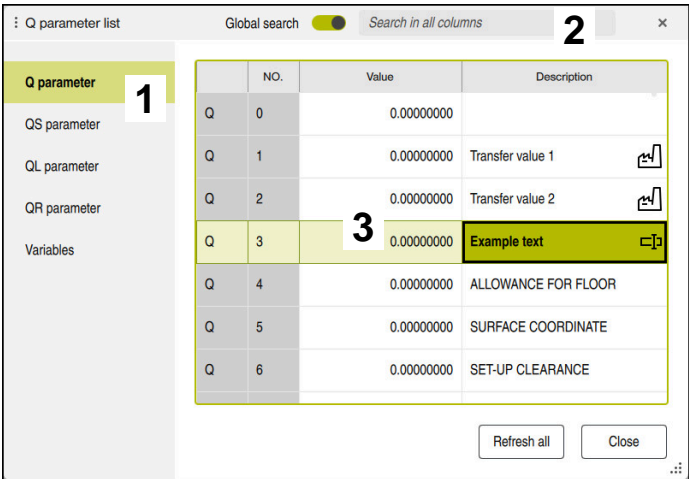 Q parameter list
Global search
Search in all columns
2
×
Q parameter
1
QS parameter
QL parameter
QR parameter
Variables
NO. Value Description
Q 0 0.00000000
Q 1 0.00000000 Transfer value 1
Q 2 0.00000000 Transfer value 2
Q 3 3 0.00000000 Example text
Q 4 0.00000000 ALLOWANCE FOR FLOOR
Q 5 0.00000000 SURFACE COORDINATE
Q 6 0.00000000 SET-UP CLEARANCE
Refresh all Close